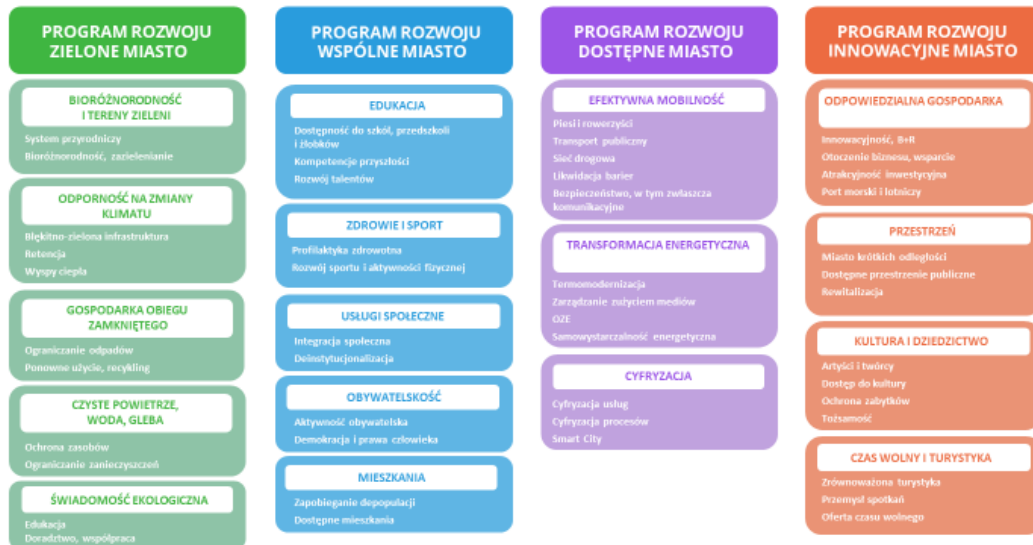 PROGRAM ROZWOJU
ZIELONE MIASTO
BIORÓŻNORODNOŚĆ
I TERENY ZIELENI
System przyrodniczy
Bioróżnorodność, zazielenianie
ODPORNOŚĆ NA ZMIANY
KLIMATU
Błękitno-zielona infrastruktura
Retencja
Wyspy ciepła
GOSPODARKA OBIEGU
ZAMKNIĘTEGO
Ograniczanie odpadów
Ponowne użycie, recykling
CZYSTE POWIETRZE,
WODA, GLEBA
Ochrona zasobów
Ograniczanie zanieczyszczeń
ŚWIADOMOŚĆ EKOLOGICZNA
Edukacja
Doradztwo, współpraca
PROGRAM ROZWOJU
WSPÓLNE MIASTO
EDUKACJA
Dostępność do szkół, przedszkoli
i żłobków
Kompetencje przyszłości
Rozwój talentów
ZDROWIE I SPORT
Profilaktyka zdrowotna
Rozwój sportu i aktywności fizycznej
USŁUGI SPOŁECZNE
Integracja społeczna
Deinstytucjonalizacja
OBYWATELSKOŚĆ
Aktywność obywatelska
Demokracja i prawa człowieka
MIESZKANIA
Zapobieganie depopulacji
Dostępne mieszkania
PROGRAM ROZWOJU
DOSTĘPNE MIASTO
EFEKTYWNA MOBILNOŚĆ
Piesi i rowerzyści
Transport publiczny
Sieć drogowa
Likwidacja barier
Bezpieczeństwo, w tym zwłaszcza
komunikacyjne
TRANSFORMACJA ENERGETYCZNA
Termomodernizacja
Zarządzanie zużyciem mediów
OZE
Samowystarczalność energetyczna
CYFRYZACJA
Cyfryzacja usług
Cyfryzacja procesów
Smart City
PROGRAM ROZWOJU
INNOWACYJNE MIASTO
ODPOWIEDZIALNA GOSPODARKA
Innowacyjność, B+R
Otoczenie biznesu, wsparcie
Atrakcyjność inwestycyjna
Port morski i lotniczy
PRZESTRZEŃ
Miasto krótkich odległości
Dostępne przestrzenie publiczne
Rewitalizacja
KULTURA I DZIEDZICTWO
Artyści i twórcy
Dostęp do kultury
Ochrona zabytków
Tożsamość
CZAS WOLNY I TURYSTYKA
Zrównoważona turystyka
Przemysł spotkań
Oferta czasu wolnego